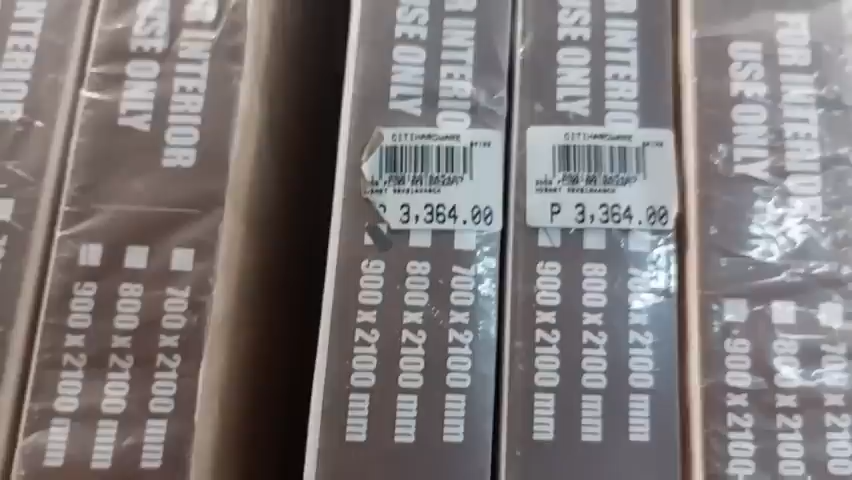 INTERIOR
FOR INTERIOR
USE ONLY
700 x 2100 mm
800 x 2100 mm
900 x 2100 mm
INTERIO
USE ONLY
CITIHARDWARE
P 3,364.00
700 x 2100 mm
800 x 2100 mm
900 x 2100 mm
INTERIO
USE ONLY
CITIHARDWARE
P 3,364.00
700 x 2100 mm
800 x 2100 mm
900 x 2100 mm
FOR INTERIOR
USE ONLY
700 x 2100
800 x 2100
900 x 2100